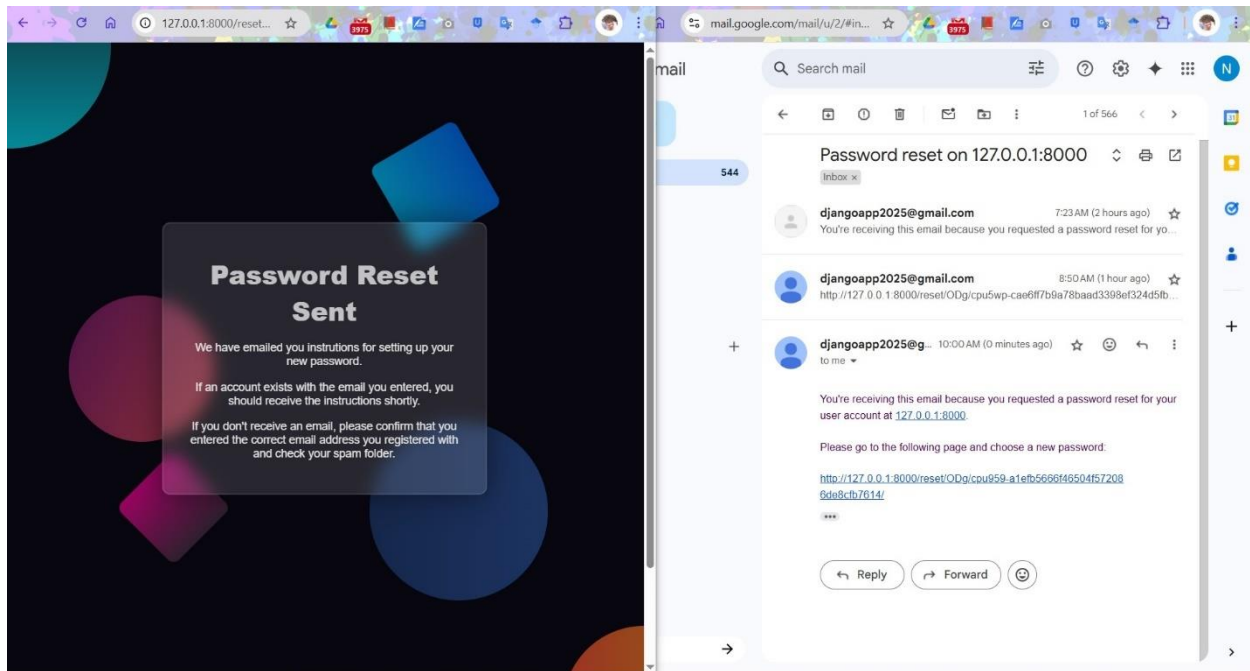 127.0.0.1:8000/reset...
3975
Password Reset
Sent
We have emailed you instrutions for setting up your
new password.
If an account exists with the email you entered, you
should receive the instructions shortly.
If you don't receive an email, please confirm that you
entered the correct email address you registered with
and check your spam folder.
mail.google.com/mail/u/2/#in...
3975
mail
Search mail
N
1 of 566
544
Password reset on 127.0.0.1:8000
Inbox ×
djangoapp2025@gmail.com 7:23 AM (2 hours ago)
You're receiving this email because you requested a password reset for yo...
djangoapp2025@gmail.com 8:50 AM (1 hour ago)
http://127.0.0.1:8000/reset/ODg/cpu5wp-cae6ff7b9a78baad3398ef324d5fb...
djangoapp2025@g... 10:00 AM (0 minutes ago)
to me
You're receiving this email because you requested a password reset for your
user account at 127.0.0.1:8000.
Please go to the following page and choose a new password:
http://127.0.0.1:8000/reset/ODg/cpu959-a1efb5666f46504f57208
6de8cfb7614/
Reply
Forward